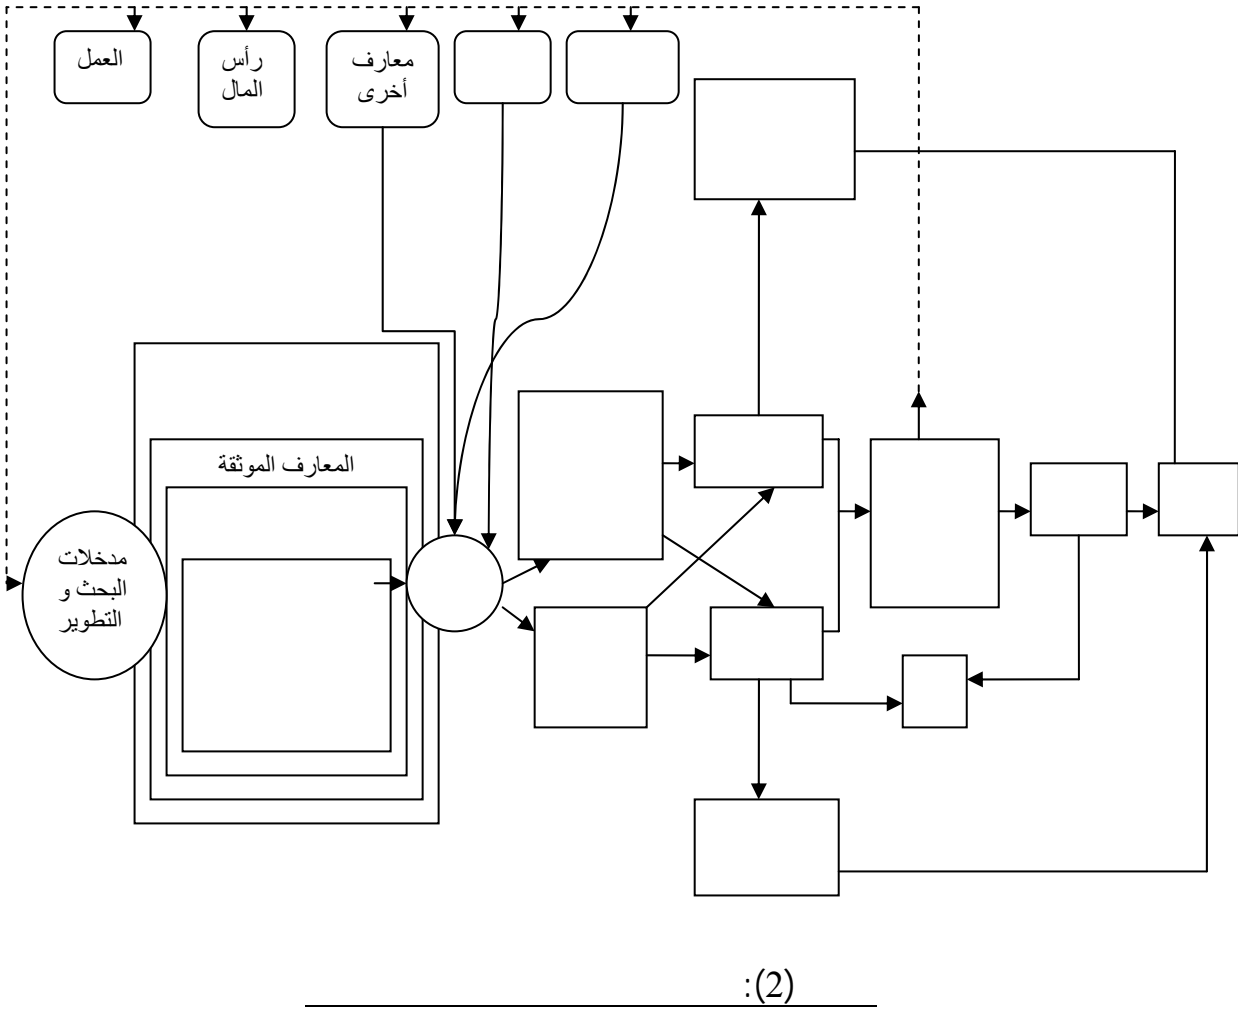 العمل
رأس
المال
معارف
أخرى
المعارف الموثقة
مدخلات
البحث و
التطوير
(2):